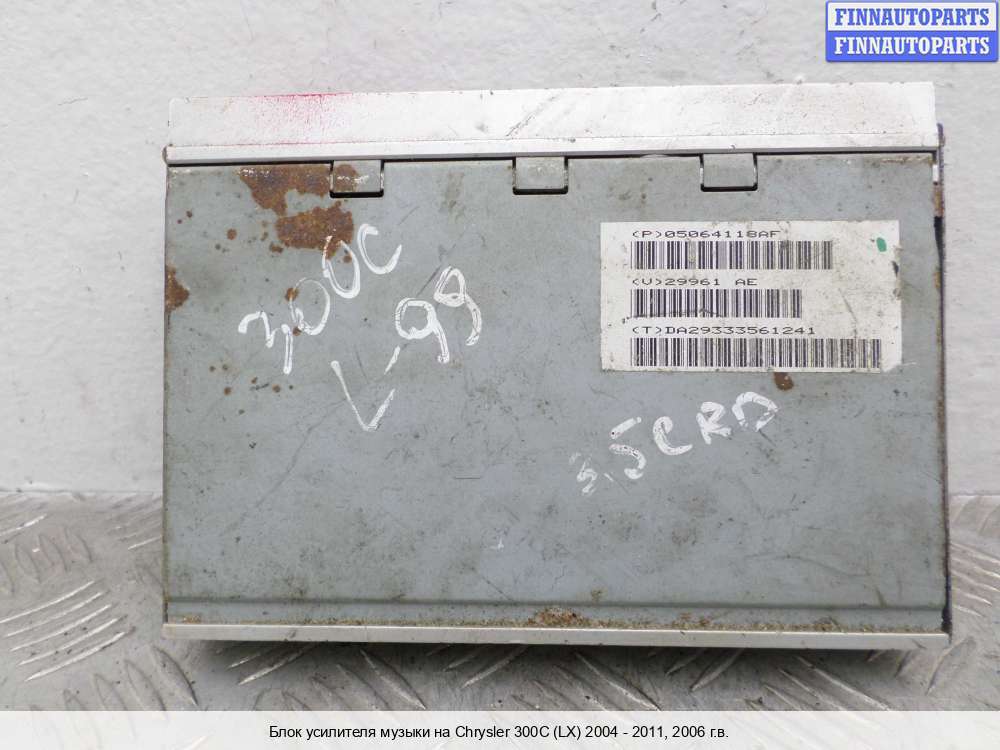 FINNAUTOPARTS
FINNAUTOPARTS
(P)05064118AF
(V)29961 AE
(T)DA29333561241
300C
L-99
3,5CRD
Блок усилителя музыки на Chrysler 300C (LX) 2004 - 2011, 2006 г.в.